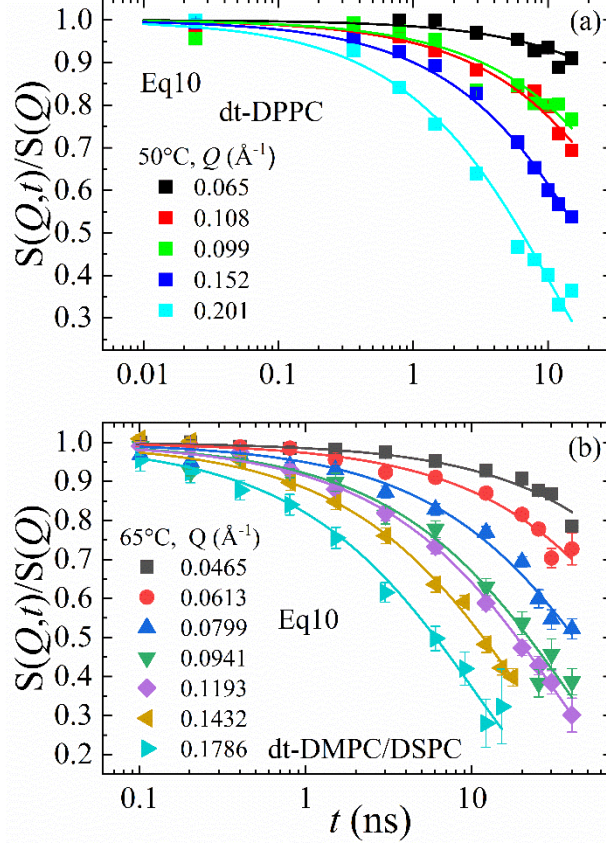 (a)
1.0
0.9
0.8
0.7
0.6
0.5
0.4
0.3
S(Q,t)/S(Q)
Eq10
dt-DPPC
50°C, Q (Å⁻¹)
0.065
0.108
0.099
0.152
0.201
0.01 0.1 1 10
(b)
1.0
0.9
0.8
0.7
0.6
0.5
0.4
0.3
0.2
S(Q,t)/S(Q)
65°C, Q (Å⁻¹)
0.0465
0.0613
0.0799
0.0941
0.1193
0.1432
0.1786
Eq10
dt-DMPC/DSPC
0.1 1 10
t (ns)